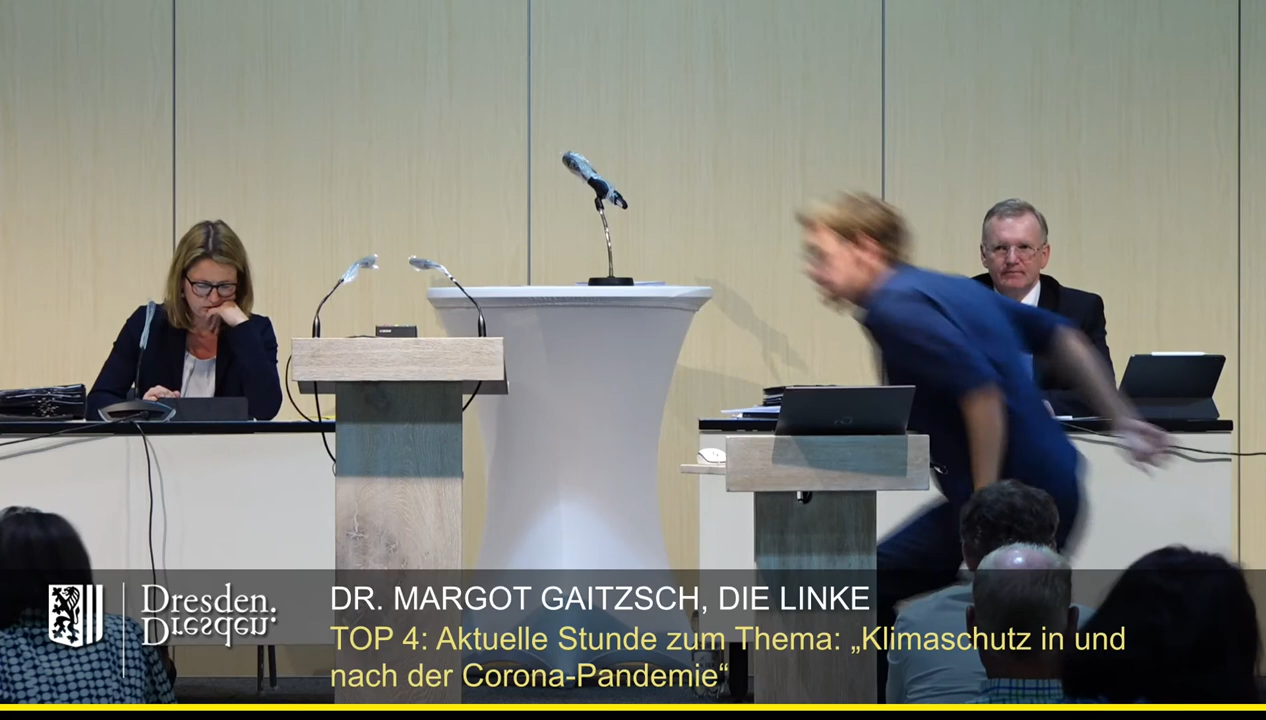 Dresden.
Dresden.
DR. MARGOT GAITZSCH, DIE LINKE
TOP 4: Aktuelle Stunde zum Thema: „Klimaschutz in und
nach der Corona-Pandemie“